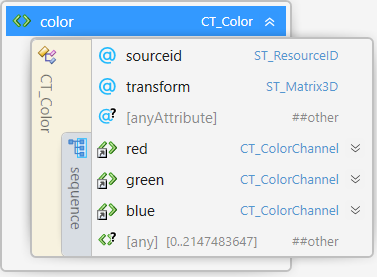 color CT_Color
CT_Color
@ sourceid ST_ResourceID
@ transform ST_Matrix3D
@? [anyAttribute] ##other
sequence
red CT_ColorChannel
green CT_ColorChannel
blue CT_ColorChannel
? [any] [0..2147483647] ##other